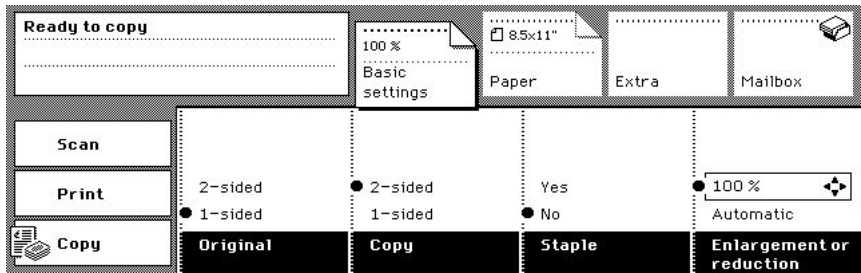 Ready to copy
100 %
Basic
settings
8.5x11"
Paper
Extra
Mailbox
Scan
Print
Copy
2-sided
1-sided
Original
2-sided
1-sided
Copy
Yes
No
Staple
100 %
Automatic
Enlargement or
reduction